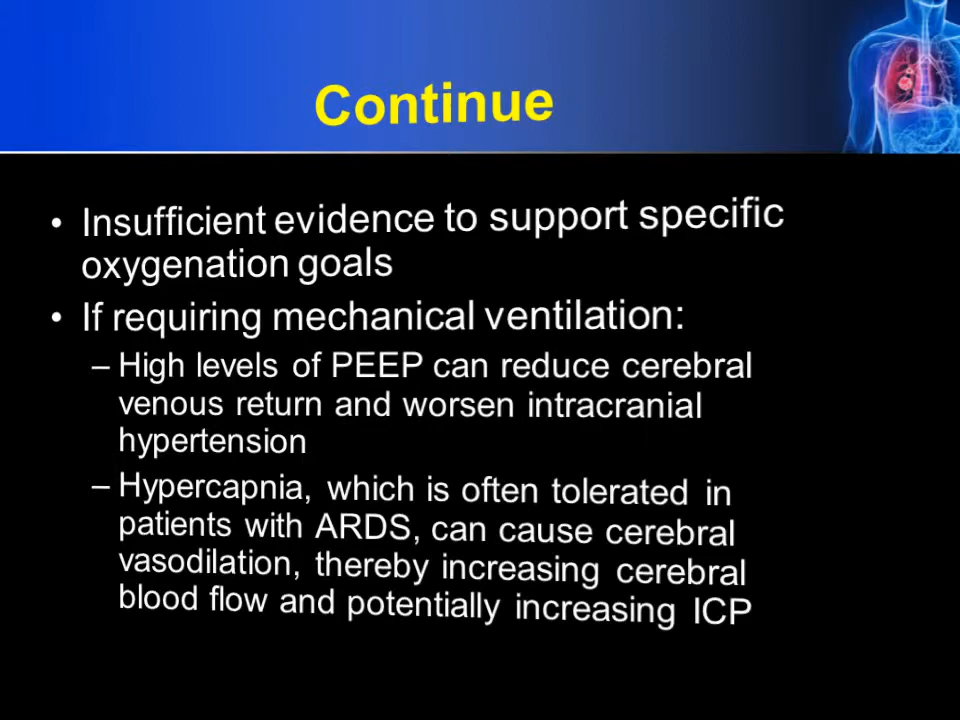 Continue
• Insufficient evidence to support specific
oxygenation goals
• If requiring mechanical ventilation:
– High levels of PEEP can reduce cerebral
venous return and worsen intracranial
hypertension
– Hypercapnia, which is often tolerated in
patients with ARDS, can cause cerebral
vasodilation, thereby increasing cerebral
blood flow and potentially increasing ICP